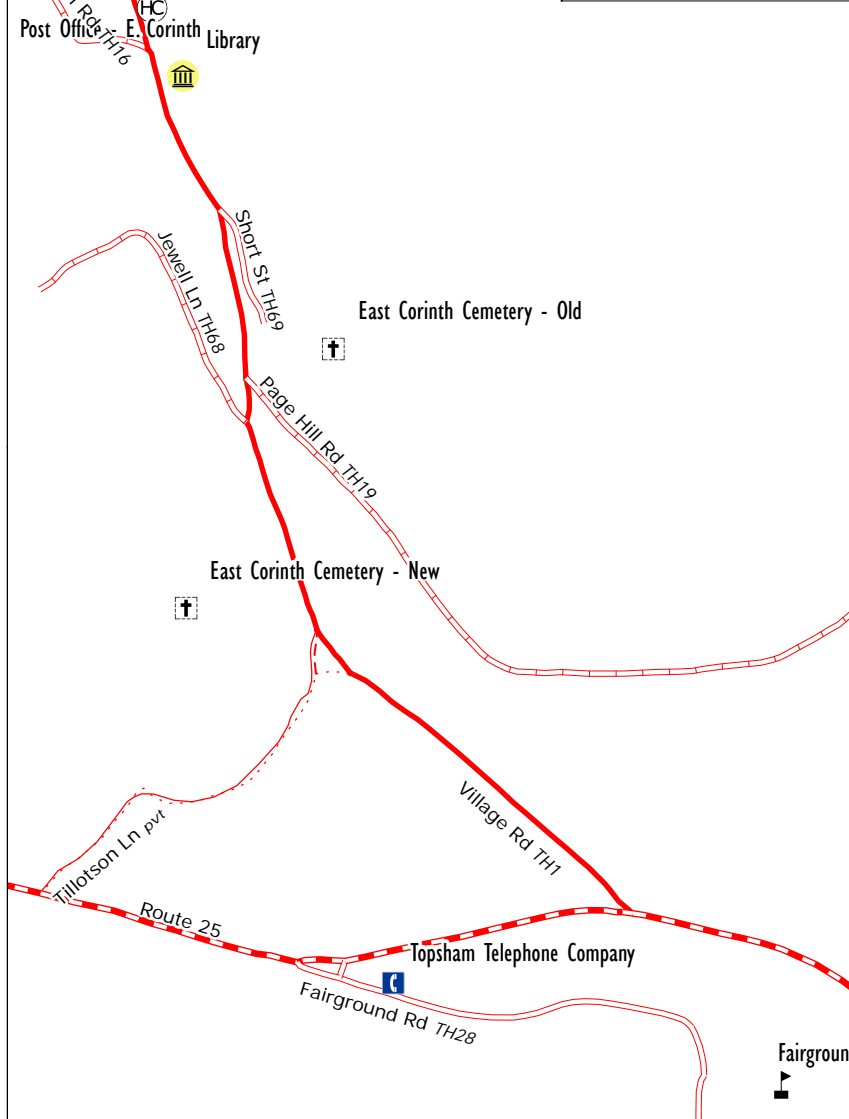 HC
Rd TH16
Post Office - E. Corinth
Library
Short St TH69
Jewell Ln TH68
East Corinth Cemetery - Old
Page Hill Rd TH19
East Corinth Cemetery - New
Village Rd TH1
Tillotson Ln pvt
Route 25
Topsham Telephone Company
Fairground Rd TH28
Fairgroun